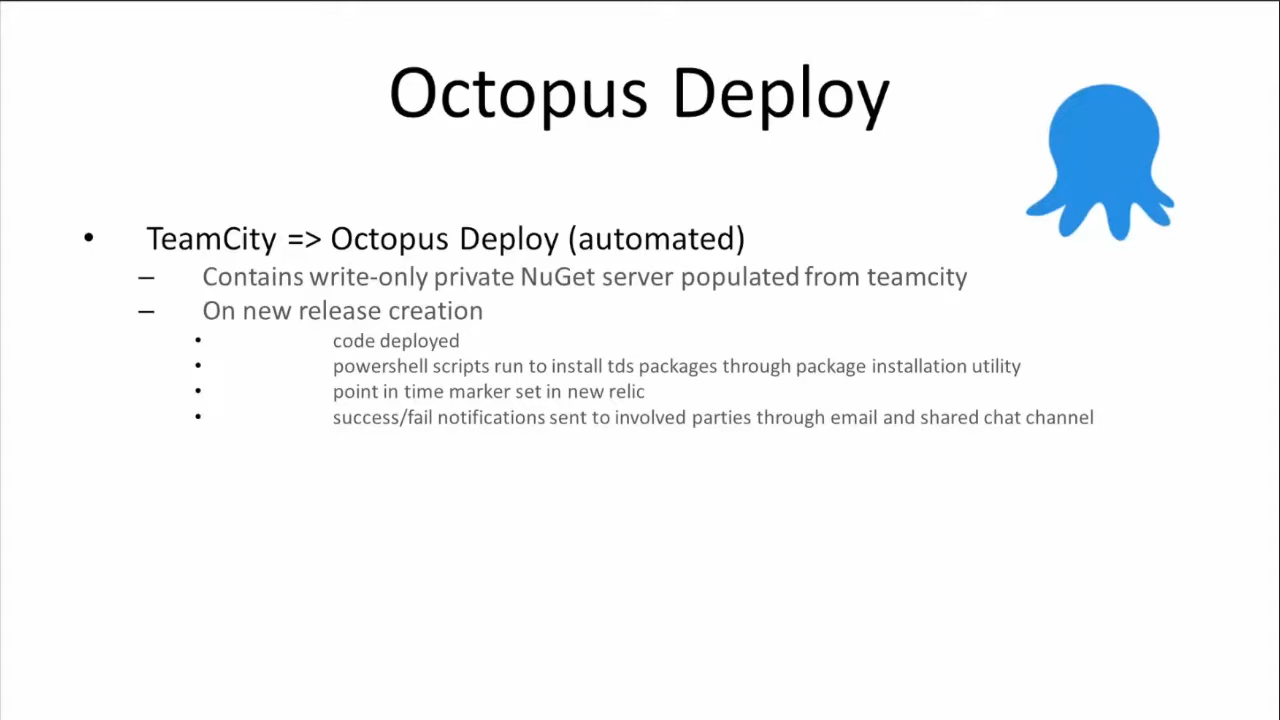 Octopus Deploy
• TeamCity => Octopus Deploy (automated)
– Contains write-only private NuGet server populated from teamcity
– On new release creation
• code deployed
• powershell scripts run to install tds packages through package installation utility
• point in time marker set in new relic
• success/fail notifications sent to involved parties through email and shared chat channel